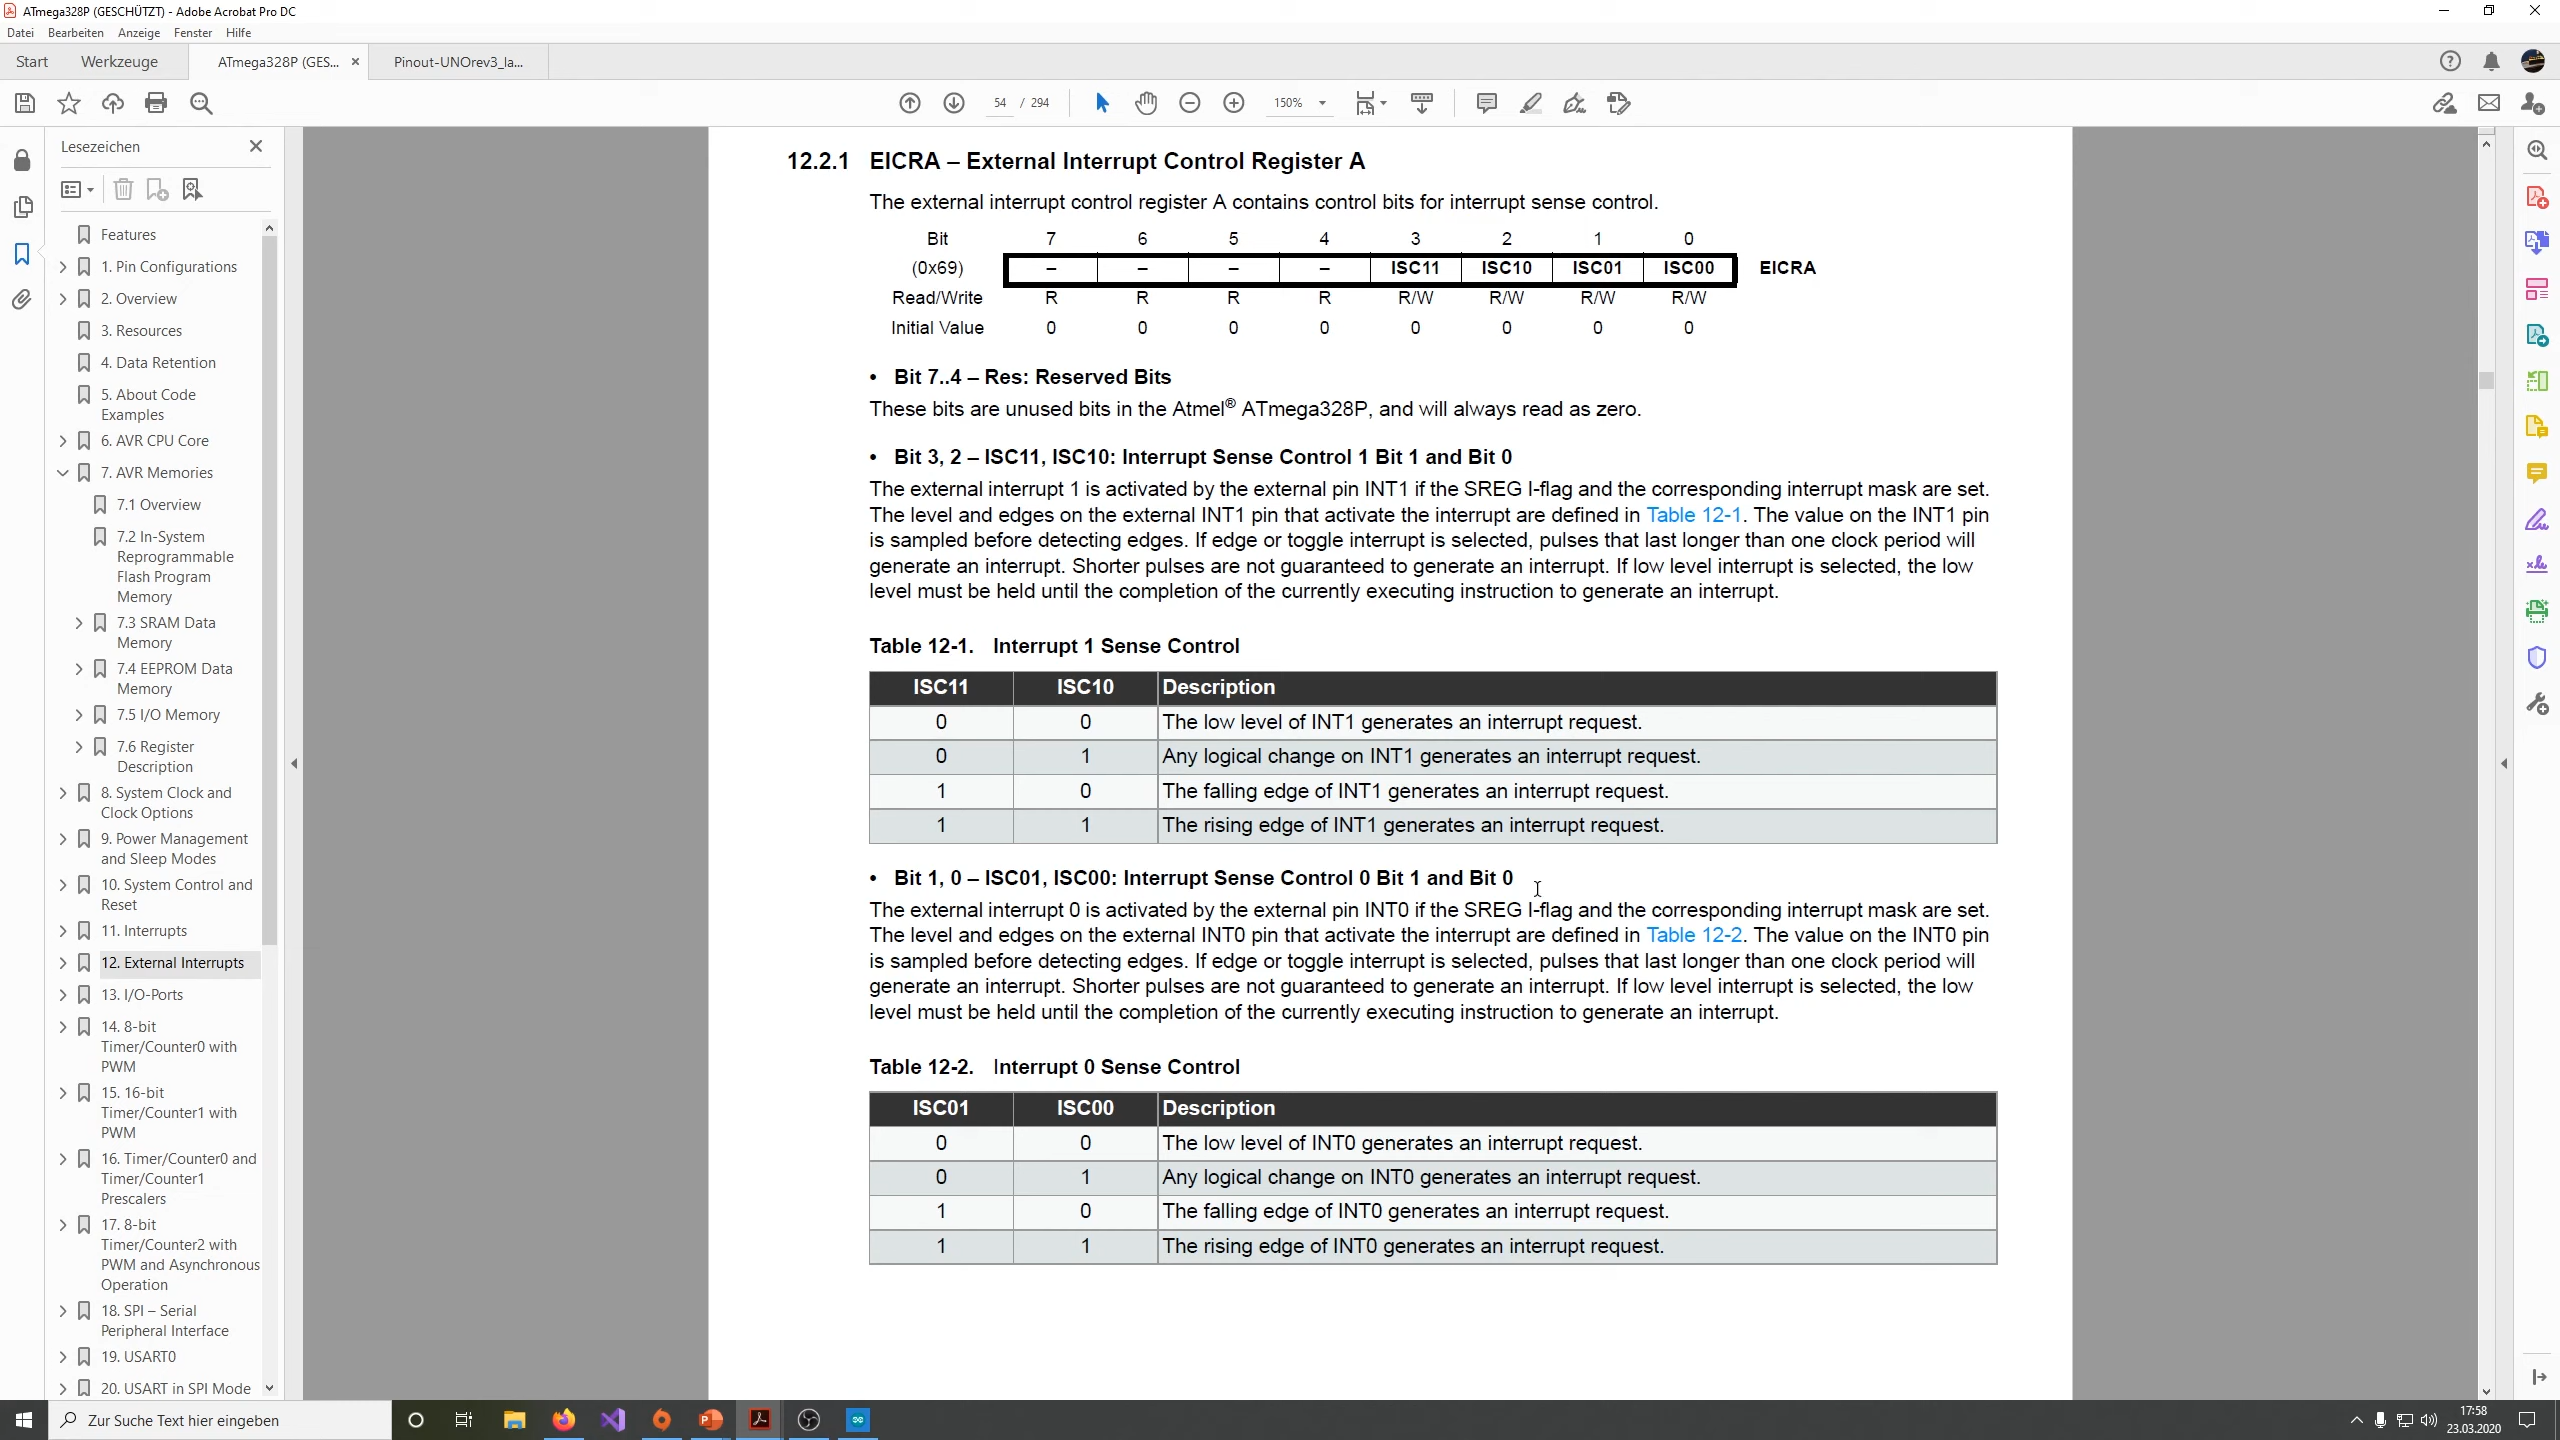 ATmega328P (GESCHÜTZT) - Adobe Acrobat Pro DC
Datei Bearbeiten Anzeige Fenster Hilfe
Start Werkzeuge ATmega328P (GES... × Pinout-UNOrev3_la...
54 / 294 150%
Lesezeichen
Features
1. Pin Configurations
2. Overview
3. Resources
4. Data Retention
5. About Code
Examples
6. AVR CPU Core
7. AVR Memories
7.1 Overview
7.2 In-System
Reprogrammable
Flash Program
Memory
7.3 SRAM Data
Memory
7.4 EEPROM Data
Memory
7.5 I/O Memory
7.6 Register
Description
8. System Clock and
Clock Options
9. Power Management
and Sleep Modes
10. System Control and
Reset
11. Interrupts
12. External Interrupts
13. I/O-Ports
14. 8-bit
Timer/Counter0 with
PWM
15. 16-bit
Timer/Counter1 with
PWM
16. Timer/Counter0 and
Timer/Counter1
Prescalers
17. 8-bit
Timer/Counter2 with
PWM and Asynchronous
Operation
18. SPI – Serial
Peripheral Interface
19. USART0
20. USART in SPI Mode
12.2.1 EICRA – External Interrupt Control Register A
The external interrupt control register A contains control bits for interrupt sense control.
Bit 7 6 5 4 3 2 1 0
(0x69) – – – – ISC11 ISC10 ISC01 ISC00 EICRA
Read/Write R R R R R/W R/W R/W R/W
Initial Value 0 0 0 0 0 0 0 0
• Bit 7..4 – Res: Reserved Bits
These bits are unused bits in the Atmel® ATmega328P, and will always read as zero.
• Bit 3, 2 – ISC11, ISC10: Interrupt Sense Control 1 Bit 1 and Bit 0
The external interrupt 1 is activated by the external pin INT1 if the SREG I-flag and the corresponding interrupt mask are set.
The level and edges on the external INT1 pin that activate the interrupt are defined in Table 12-1. The value on the INT1 pin
is sampled before detecting edges. If edge or toggle interrupt is selected, pulses that last longer than one clock period will
generate an interrupt. Shorter pulses are not guaranteed to generate an interrupt. If low level interrupt is selected, the low
level must be held until the completion of the currently executing instruction to generate an interrupt.
Table 12-1. Interrupt 1 Sense Control
ISC11 ISC10 Description
0 0 The low level of INT1 generates an interrupt request.
0 1 Any logical change on INT1 generates an interrupt request.
1 0 The falling edge of INT1 generates an interrupt request.
1 1 The rising edge of INT1 generates an interrupt request.
• Bit 1, 0 – ISC01, ISC00: Interrupt Sense Control 0 Bit 1 and Bit 0
The external interrupt 0 is activated by the external pin INT0 if the SREG I-flag and the corresponding interrupt mask are set.
The level and edges on the external INT0 pin that activate the interrupt are defined in Table 12-2. The value on the INT0 pin
is sampled before detecting edges. If edge or toggle interrupt is selected, pulses that last longer than one clock period will
generate an interrupt. Shorter pulses are not guaranteed to generate an interrupt. If low level interrupt is selected, the low
level must be held until the completion of the currently executing instruction to generate an interrupt.
Table 12-2. Interrupt 0 Sense Control
ISC01 ISC00 Description
0 0 The low level of INT0 generates an interrupt request.
0 1 Any logical change on INT0 generates an interrupt request.
1 0 The falling edge of INT0 generates an interrupt request.
1 1 The rising edge of INT0 generates an interrupt request.
Zur Suche Text hier eingeben
17:58
23.03.2020